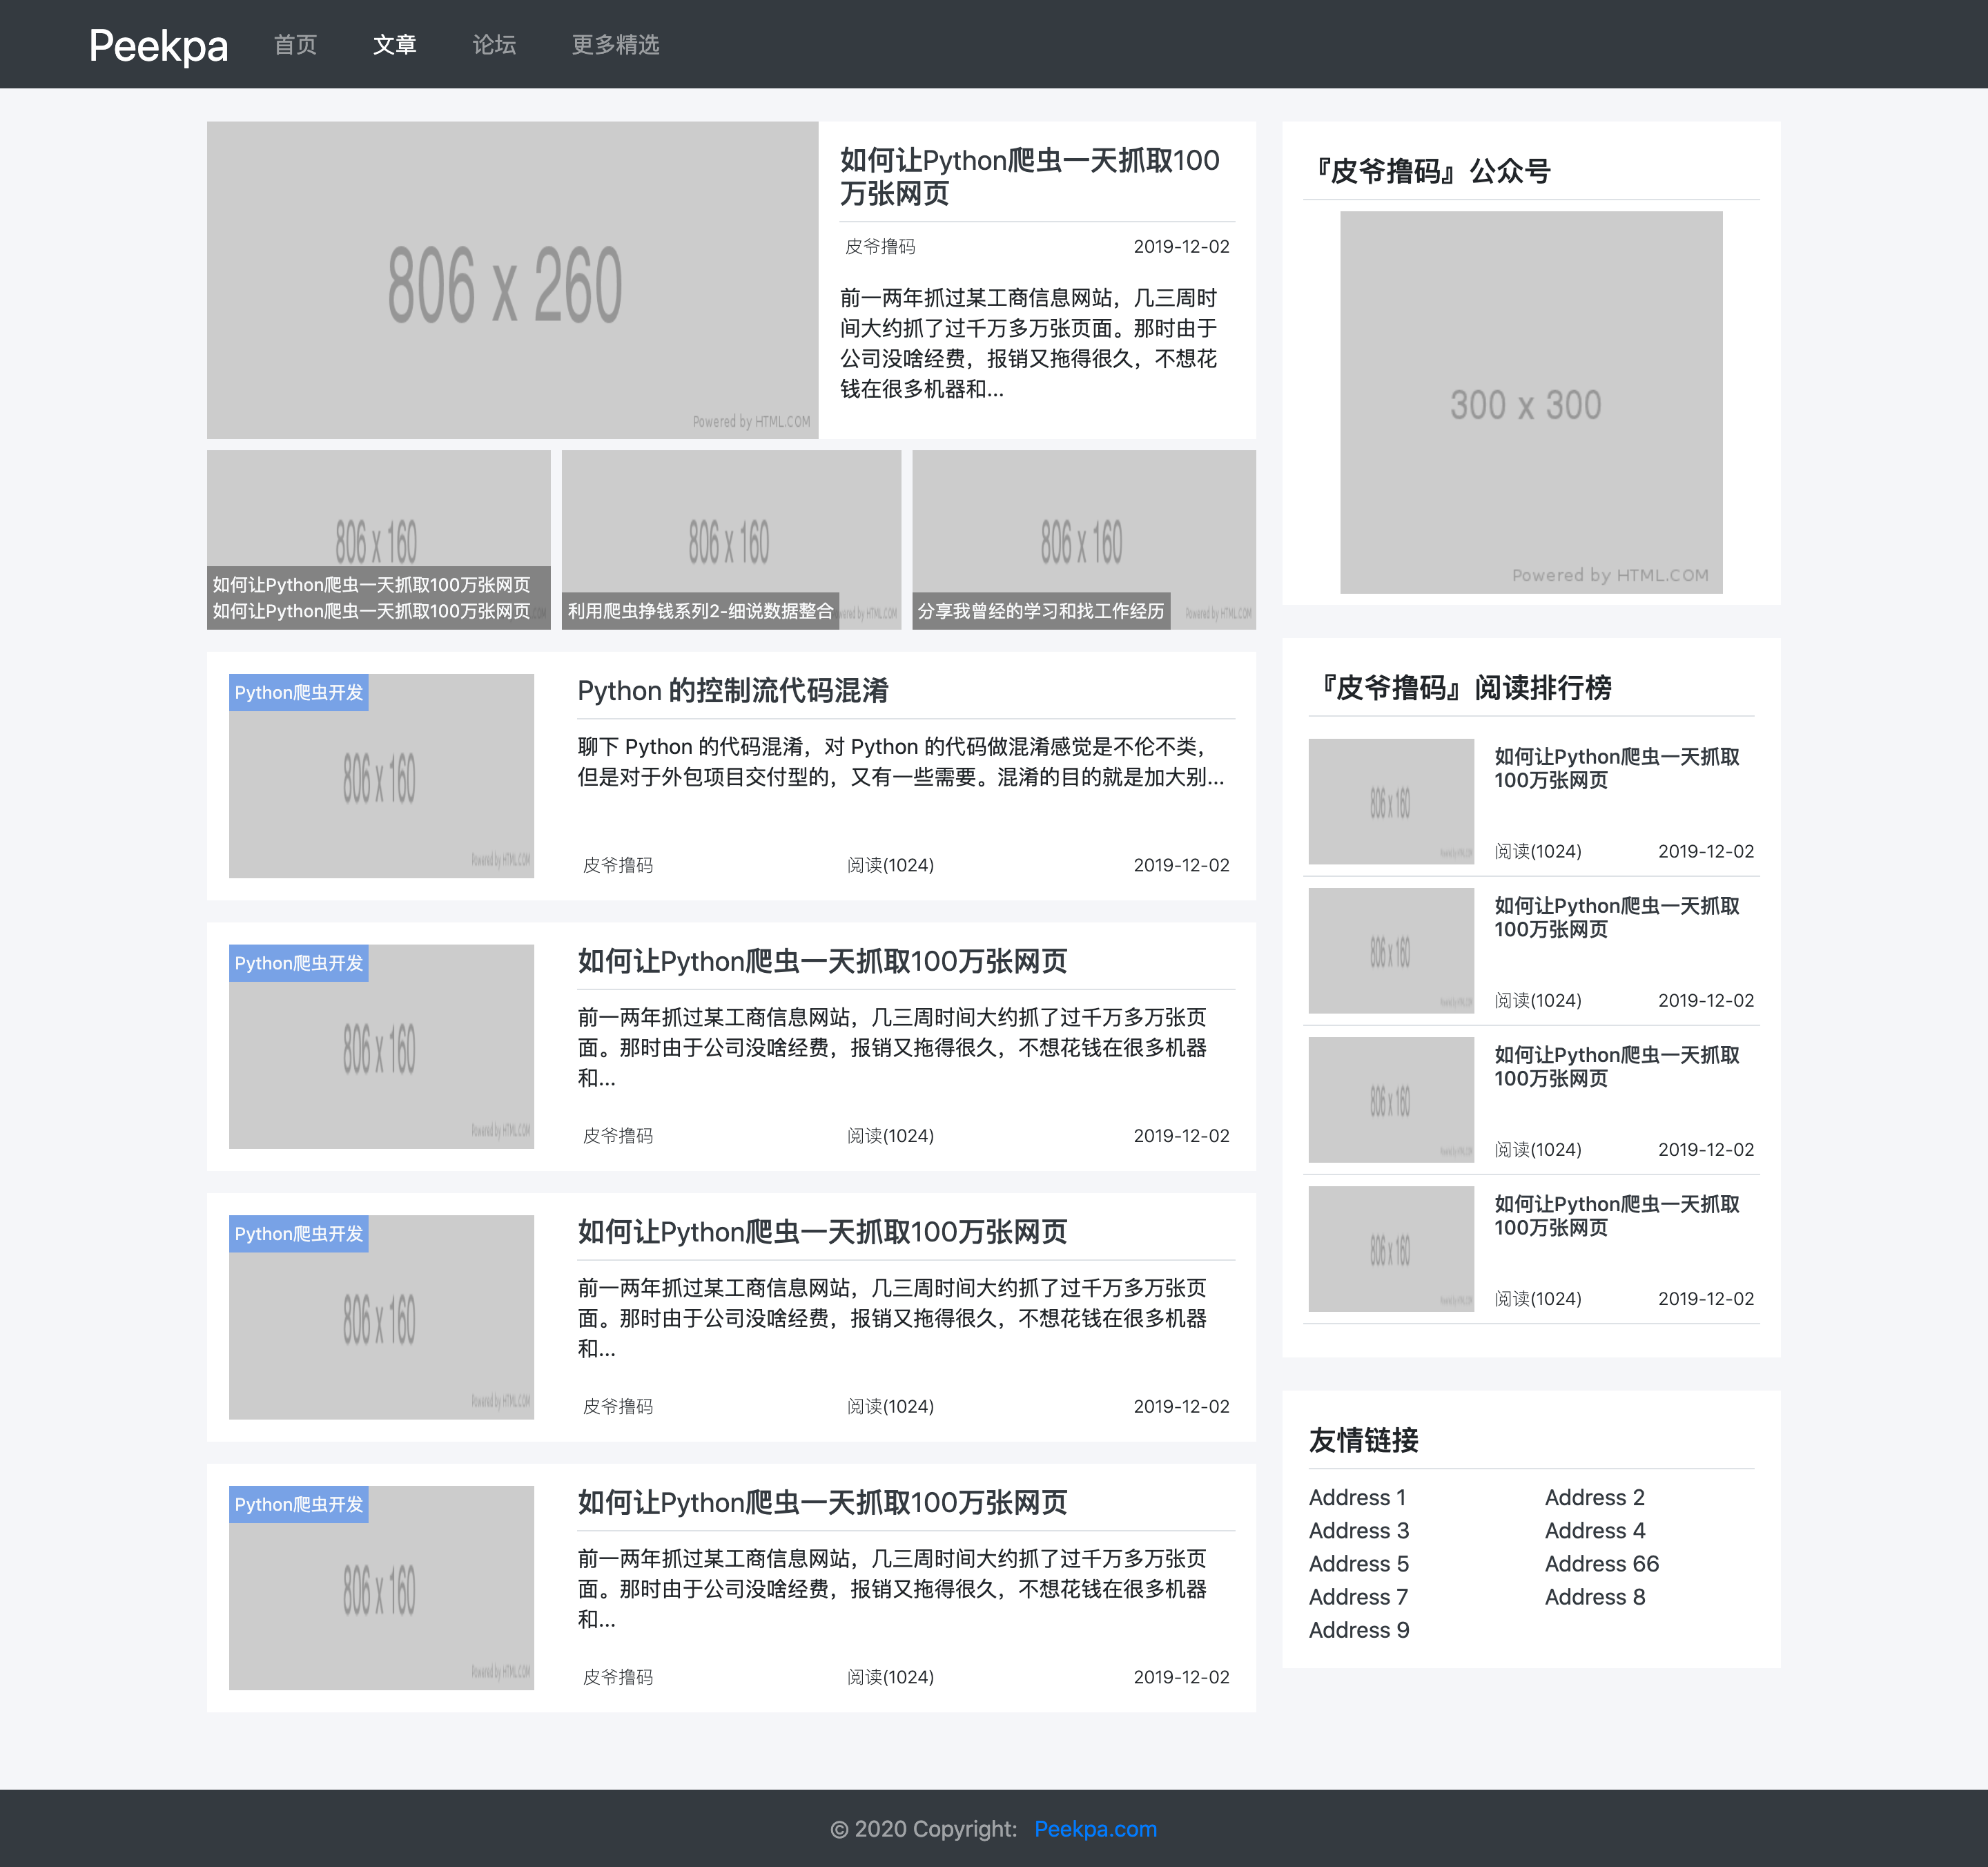 Peekpa 首页 文章 论坛 更多精选
806 x 260
Powered by HTML.COM
如何让Python爬虫一天抓取100
万张网页
皮爷撸码 2019-12-02
前一两年抓过某工商信息网站，几三周时
间大约抓了过千万多万张页面。那时由于
公司没啥经费，报销又拖得很久，不想花
钱在很多机器和...
806 x 160
如何让Python爬虫一天抓取100万张网页
如何让Python爬虫一天抓取100万张网页
806 x 160
利用爬虫挣钱系列2-细说数据整合
806 x 160
分享我曾经的学习和找工作经历
Powered by HTML.COM
Python爬虫开发
806 x 160
Powered by HTML.COM
Python 的控制流代码混淆
聊下 Python 的代码混淆，对 Python 的代码做混淆感觉是不伦不类，
但是对于外包项目交付型的，又有一些需要。混淆的目的就是加大别...
皮爷撸码 阅读(1024) 2019-12-02
Python爬虫开发
806 x 160
Powered by HTML.COM
如何让Python爬虫一天抓取100万张网页
前一两年抓过某工商信息网站，几三周时间大约抓了过千万多万张页
面。那时由于公司没啥经费，报销又拖得很久，不想花钱在很多机器
和...
皮爷撸码 阅读(1024) 2019-12-02
Python爬虫开发
806 x 160
Powered by HTML.COM
如何让Python爬虫一天抓取100万张网页
前一两年抓过某工商信息网站，几三周时间大约抓了过千万多万张页
面。那时由于公司没啥经费，报销又拖得很久，不想花钱在很多机器
和...
皮爷撸码 阅读(1024) 2019-12-02
Python爬虫开发
806 x 160
Powered by HTML.COM
如何让Python爬虫一天抓取100万张网页
前一两年抓过某工商信息网站，几三周时间大约抓了过千万多万张页
面。那时由于公司没啥经费，报销又拖得很久，不想花钱在很多机器
和...
皮爷撸码 阅读(1024) 2019-12-02
『皮爷撸码』公众号
300 x 300
Powered by HTML.COM
『皮爷撸码』阅读排行榜
806 x 160
如何让Python爬虫一天抓取
100万张网页
阅读(1024) 2019-12-02
806 x 160
如何让Python爬虫一天抓取
100万张网页
阅读(1024) 2019-12-02
806 x 160
如何让Python爬虫一天抓取
100万张网页
阅读(1024) 2019-12-02
806 x 160
如何让Python爬虫一天抓取
100万张网页
阅读(1024) 2019-12-02
友情链接
Address 1 Address 2
Address 3 Address 4
Address 5 Address 66
Address 7 Address 8
Address 9
© 2020 Copyright: Peekpa.com